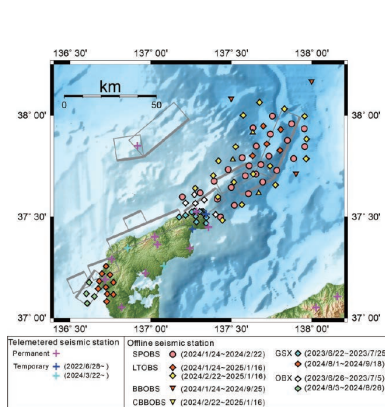 136° 30' 137° 00' 137° 30' 138° 00'
km
0 50
38° 00' 38° 00'
37° 30' 37° 30'
37° 00' 37° 00'
136° 30' 137° 00' 137° 30' 138° 00'
Telemetered seismic station
Permanent
Temporary (2022/6/28~)
(2024/3/22~)
Offline seismic station
SPOBS (2024/1/24~2024/2/22)
LTOBS (2024/1/24~2025/1/16)
(2024/2/22~2025/1/16)
BBOBS (2024/1/24~2024/9/25)
CBBOBS (2024/2/22~2025/1/16)
GSX (2023/6/22~2023/7/25)
(2024/8/1~2024/9/18)
OBX (2023/6/26~2023/7/5)
(2024/8/3~2024/8/26)